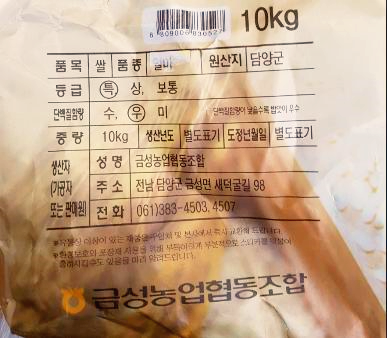 10kg
품목 쌀 품종 원산지 담양군
등급 특, 상, 보통
단백질함량 수, 우, 미 단백질함량이 낮을수록 밥맛이 우수
중량 10kg 생산년도 별도표기 도정년월일 별도표기
생산자 (가공자 또는 판매원)
성명 금성농업협동조합
주소 전남 담양군 금성면 새덕굴길 98
전화 061)383-4503, 4507
금성농업협동조합